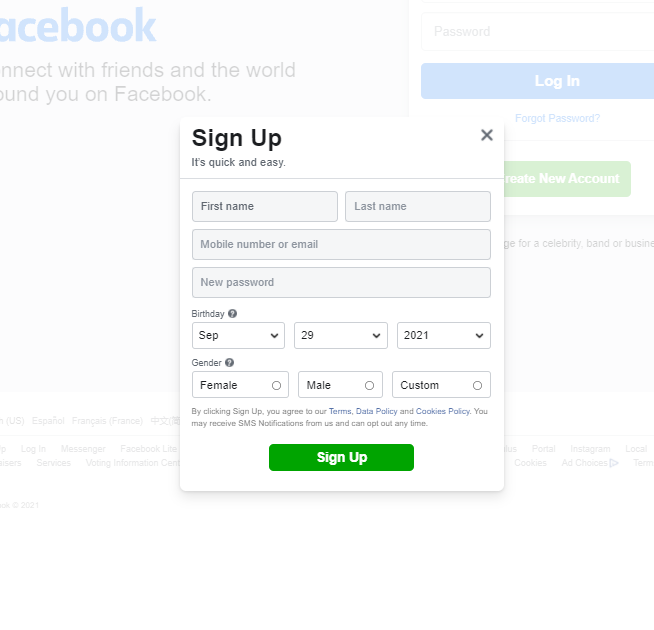 acebook
nnect with friends and the world
ound you on Facebook.
Password
Log In
Forgot Password?
reate New Account
ge for a celebrity, band or busine
Sign Up
It's quick and easy.
First name Last name
Mobile number or email
New password
Birthday
Sep 29 2021
Gender
Female Male Custom
By clicking Sign Up, you agree to our Terms, Data Policy and Cookies Policy. You
may receive SMS Notifications from us and can opt out any time.
Sign Up
(US) Español Français (France) 中文(简
Log In Messenger Facebook Lite Portal Instagram Local
Services Voting Information Cent Cookies Ad Choices Term
ook © 2021